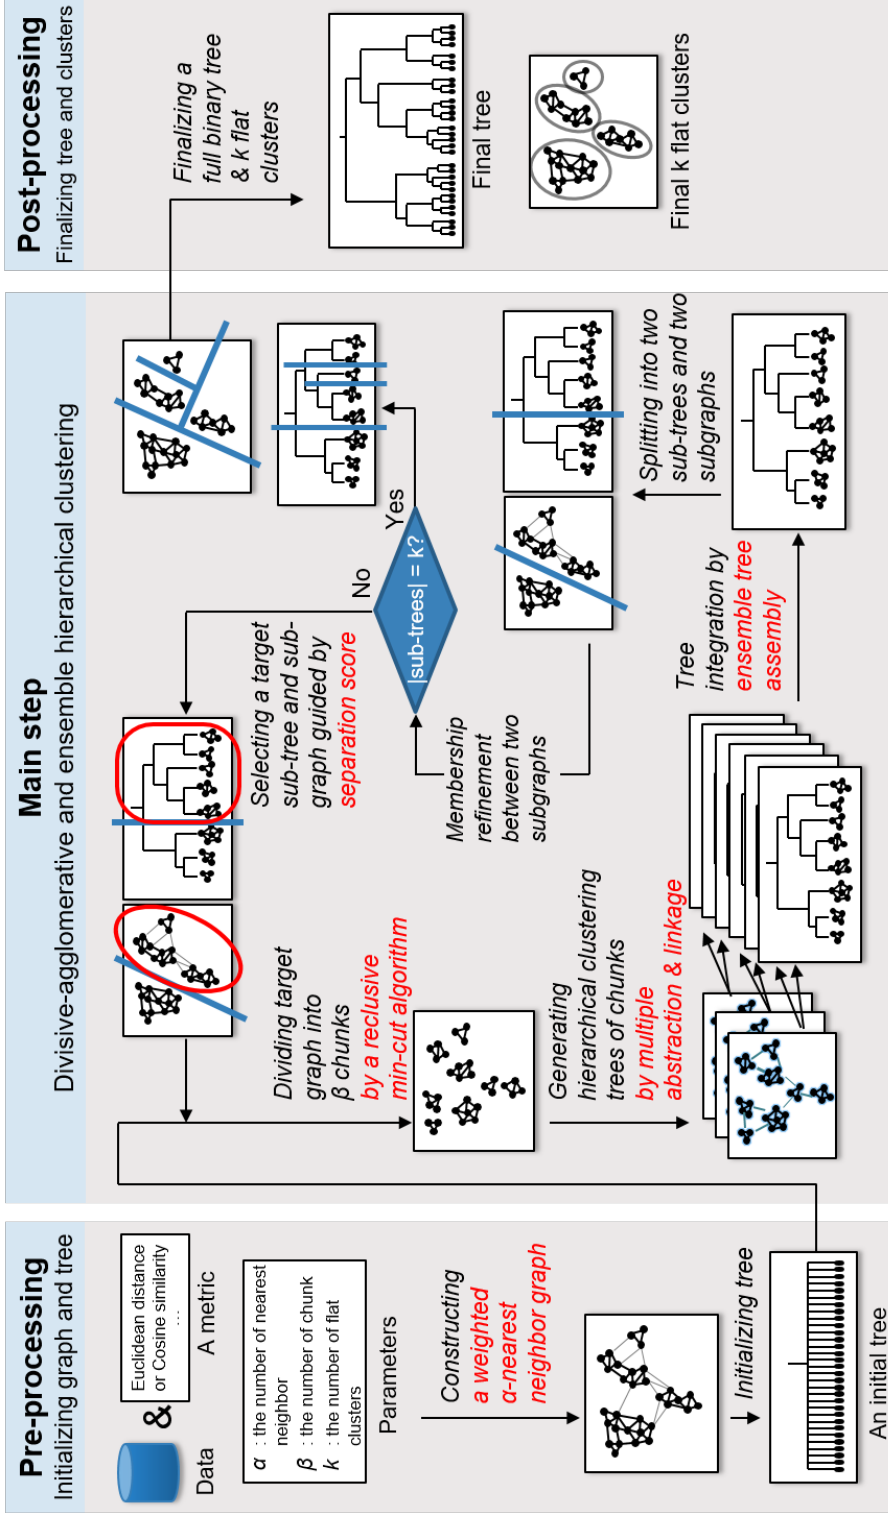 Pre-processing
Initializing graph and tree
Data
&
Euclidean distance
or Cosine similarity
...
A metric
α : the number of nearest
neighbor
β : the number of chunk
k : the number of flat
clusters
Parameters
Constructing
a weighted
α-nearest
neighbor graph
Initializing tree
An initial tree
Main step
Divisive-agglomerative and ensemble hierarchical clustering
Dividing target
graph into
β chunks
by a reclusive
min-cut algorithm
Generating
hierarchical clustering
trees of chunks
by multiple
abstraction & linkage
Tree
integration by
ensemble tree
assembly
Splitting into two
sub-trees and two
subgraphs
Membership
refinement
between two
subgraphs
|sub-trees| = k?
No
Yes
Selecting a target
sub-tree and sub-
graph guided by
separation score
Post-processing
Finalizing tree and clusters
Finalizing a
full binary tree
& k flat
clusters
Final tree
Final k flat clusters